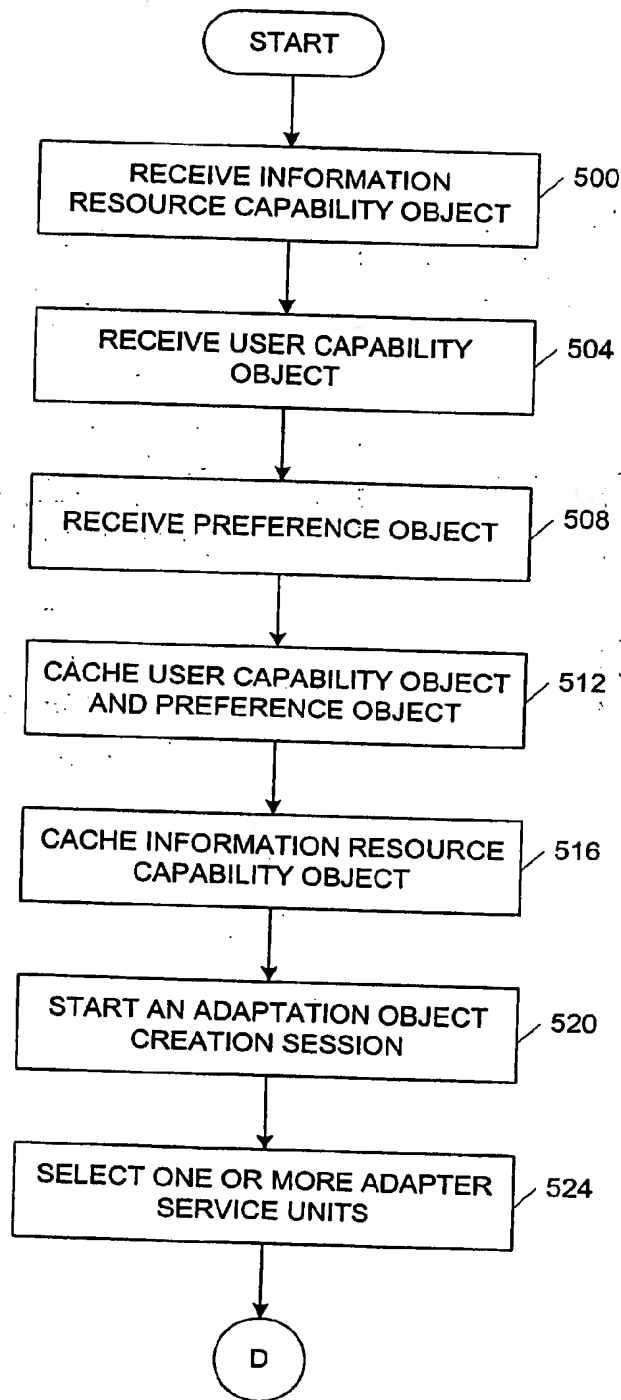 START
RECEIVE INFORMATION
RESOURCE CAPABILITY OBJECT
500
RECEIVE USER CAPABILITY
OBJECT
504
RECEIVE PREFERENCE OBJECT
508
CACHE USER CAPABILITY OBJECT
AND PREFERENCE OBJECT
512
CACHE INFORMATION RESOURCE
CAPABILITY OBJECT
516
START AN ADAPTATION OBJECT
CREATION SESSION
520
SELECT ONE OR MORE ADAPTER
SERVICE UNITS
524
D